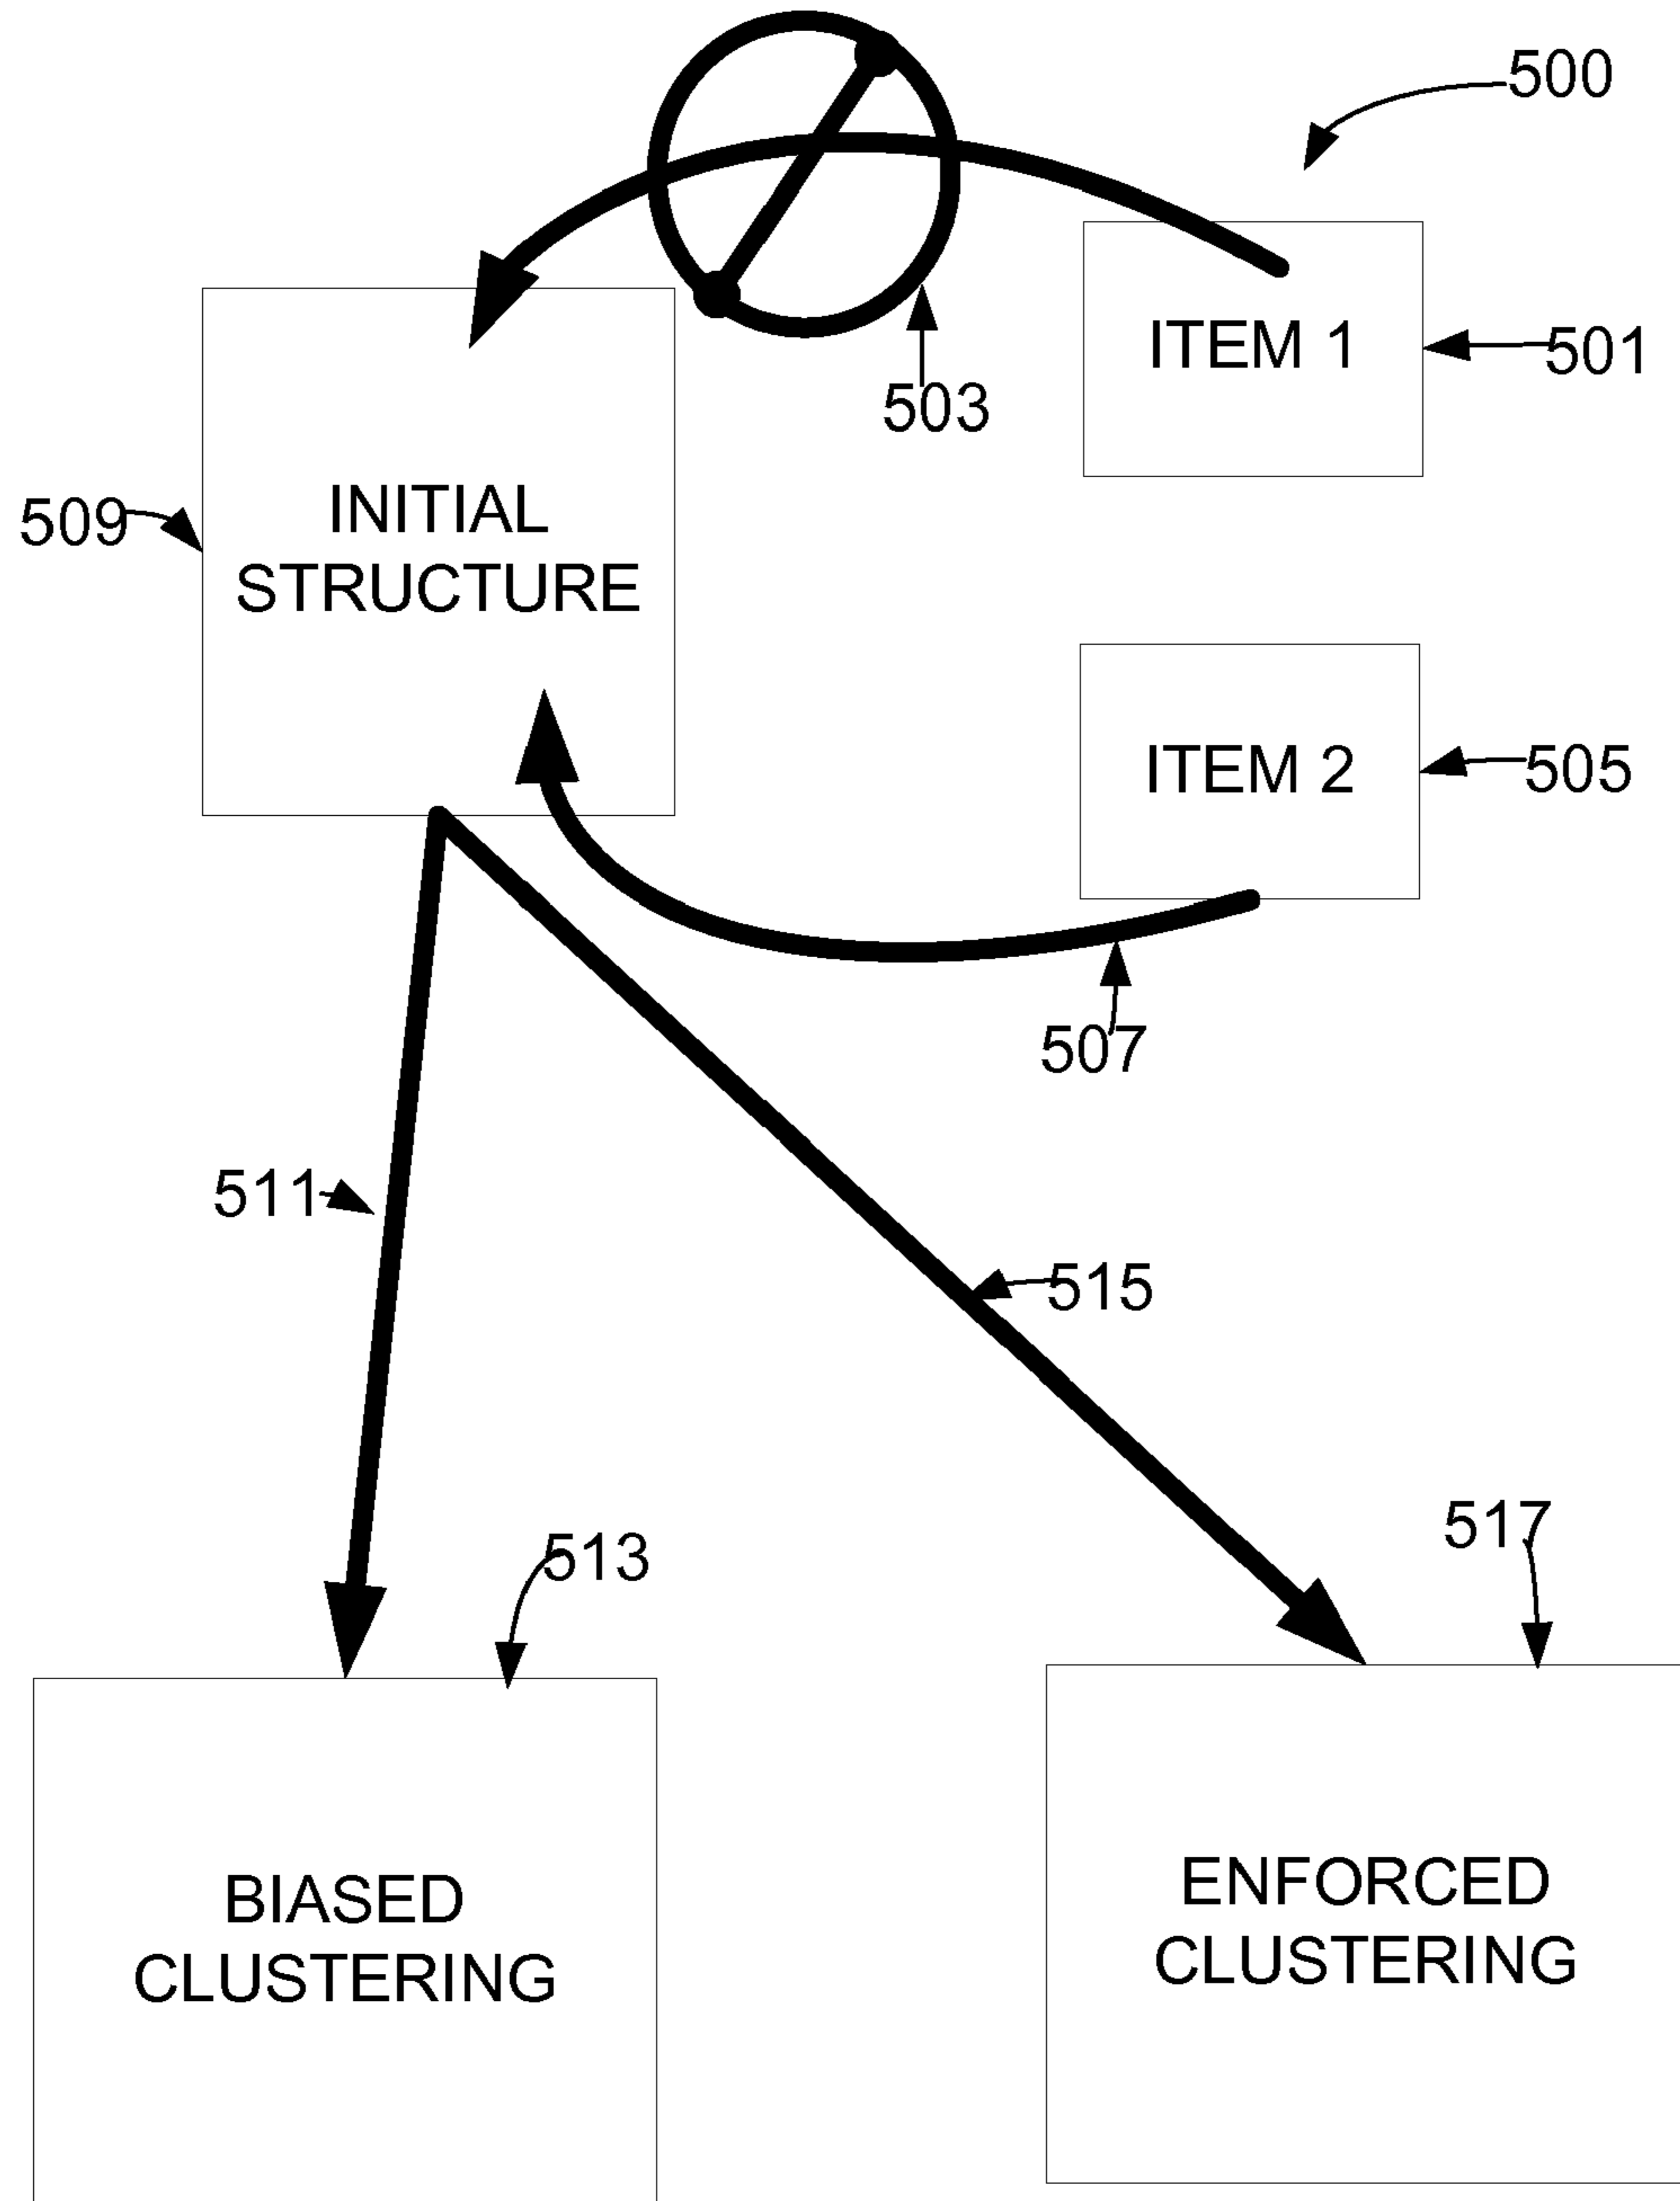 500
ITEM 1
501
503
INITIAL
STRUCTURE
509
ITEM 2
505
507
511
515
513
517
BIASED
CLUSTERING
ENFORCED
CLUSTERING